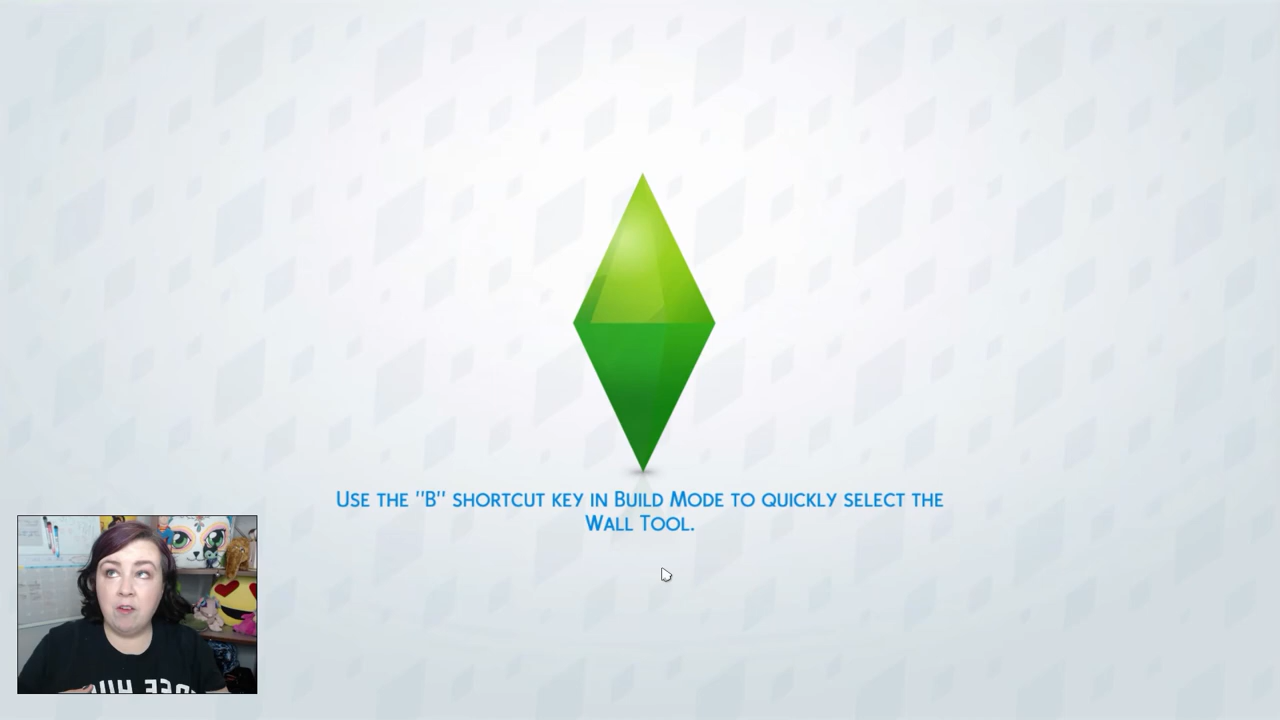 USE THE "B" SHORTCUT KEY IN BUILD MODE TO QUICKLY SELECT THE
WALL TOOL.